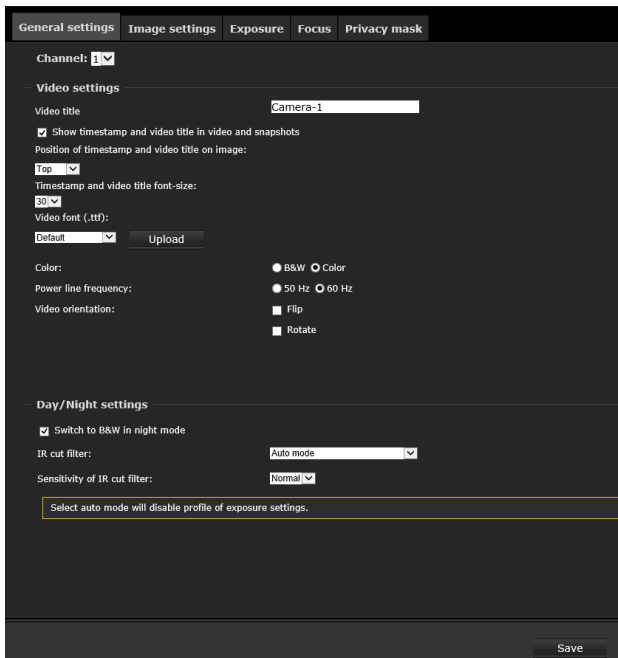 General settings Image settings Exposure Focus Privacy mask
Channel: 1
Video settings
Video title Camera-1
Show timestamp and video title in video and snapshots
Position of timestamp and video title on image:
Top
Timestamp and video title font-size:
30
Video font (.ttf):
Default Upload
Color: B&W Color
Power line frequency: 50 Hz 60 Hz
Video orientation: Flip
Rotate
Day/Night settings
Switch to B&W in night mode
IR cut filter: Auto mode
Sensitivity of IR cut filter: Normal
Select auto mode will disable profile of exposure settings.
Save